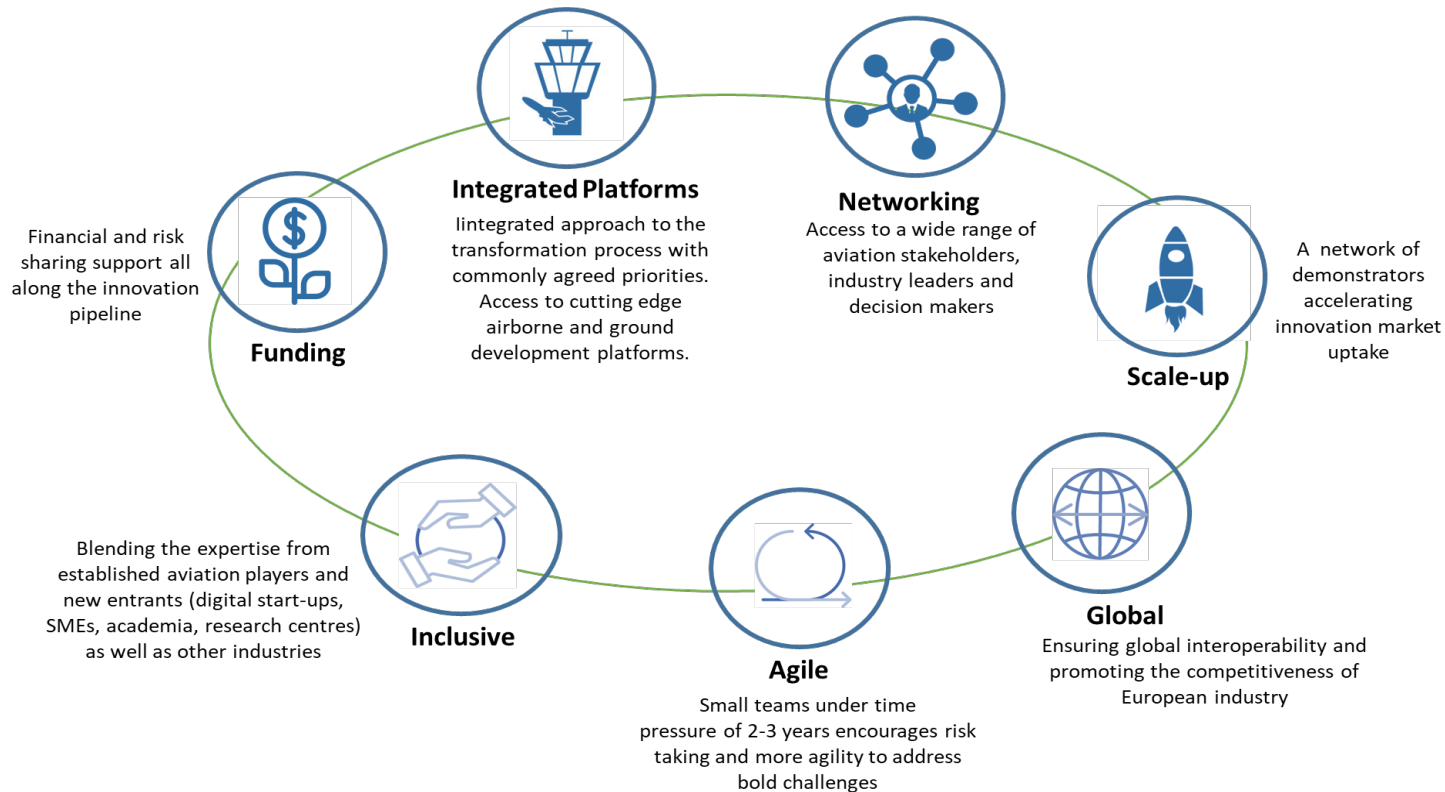 Financial and risk
sharing support all
along the innovation
pipeline
$
Funding
Integrated Platforms
Iintegrated approach to the
transformation process with
commonly agreed priorities.
Access to cutting edge
airborne and ground
development platforms.
Networking
Access to a wide range of
aviation stakeholders,
industry leaders and
decision makers
Scale-up
A network of
demonstrators
accelerating
innovation market
uptake
Blending the expertise from
established aviation players and
new entrants (digital start-ups,
SMEs, academia, research centres)
as well as other industries
Inclusive
Agile
Small teams under time
pressure of 2-3 years encourages risk
taking and more agility to address
bold challenges
Global
Ensuring global interoperability and
promoting the competitiveness of
European industry